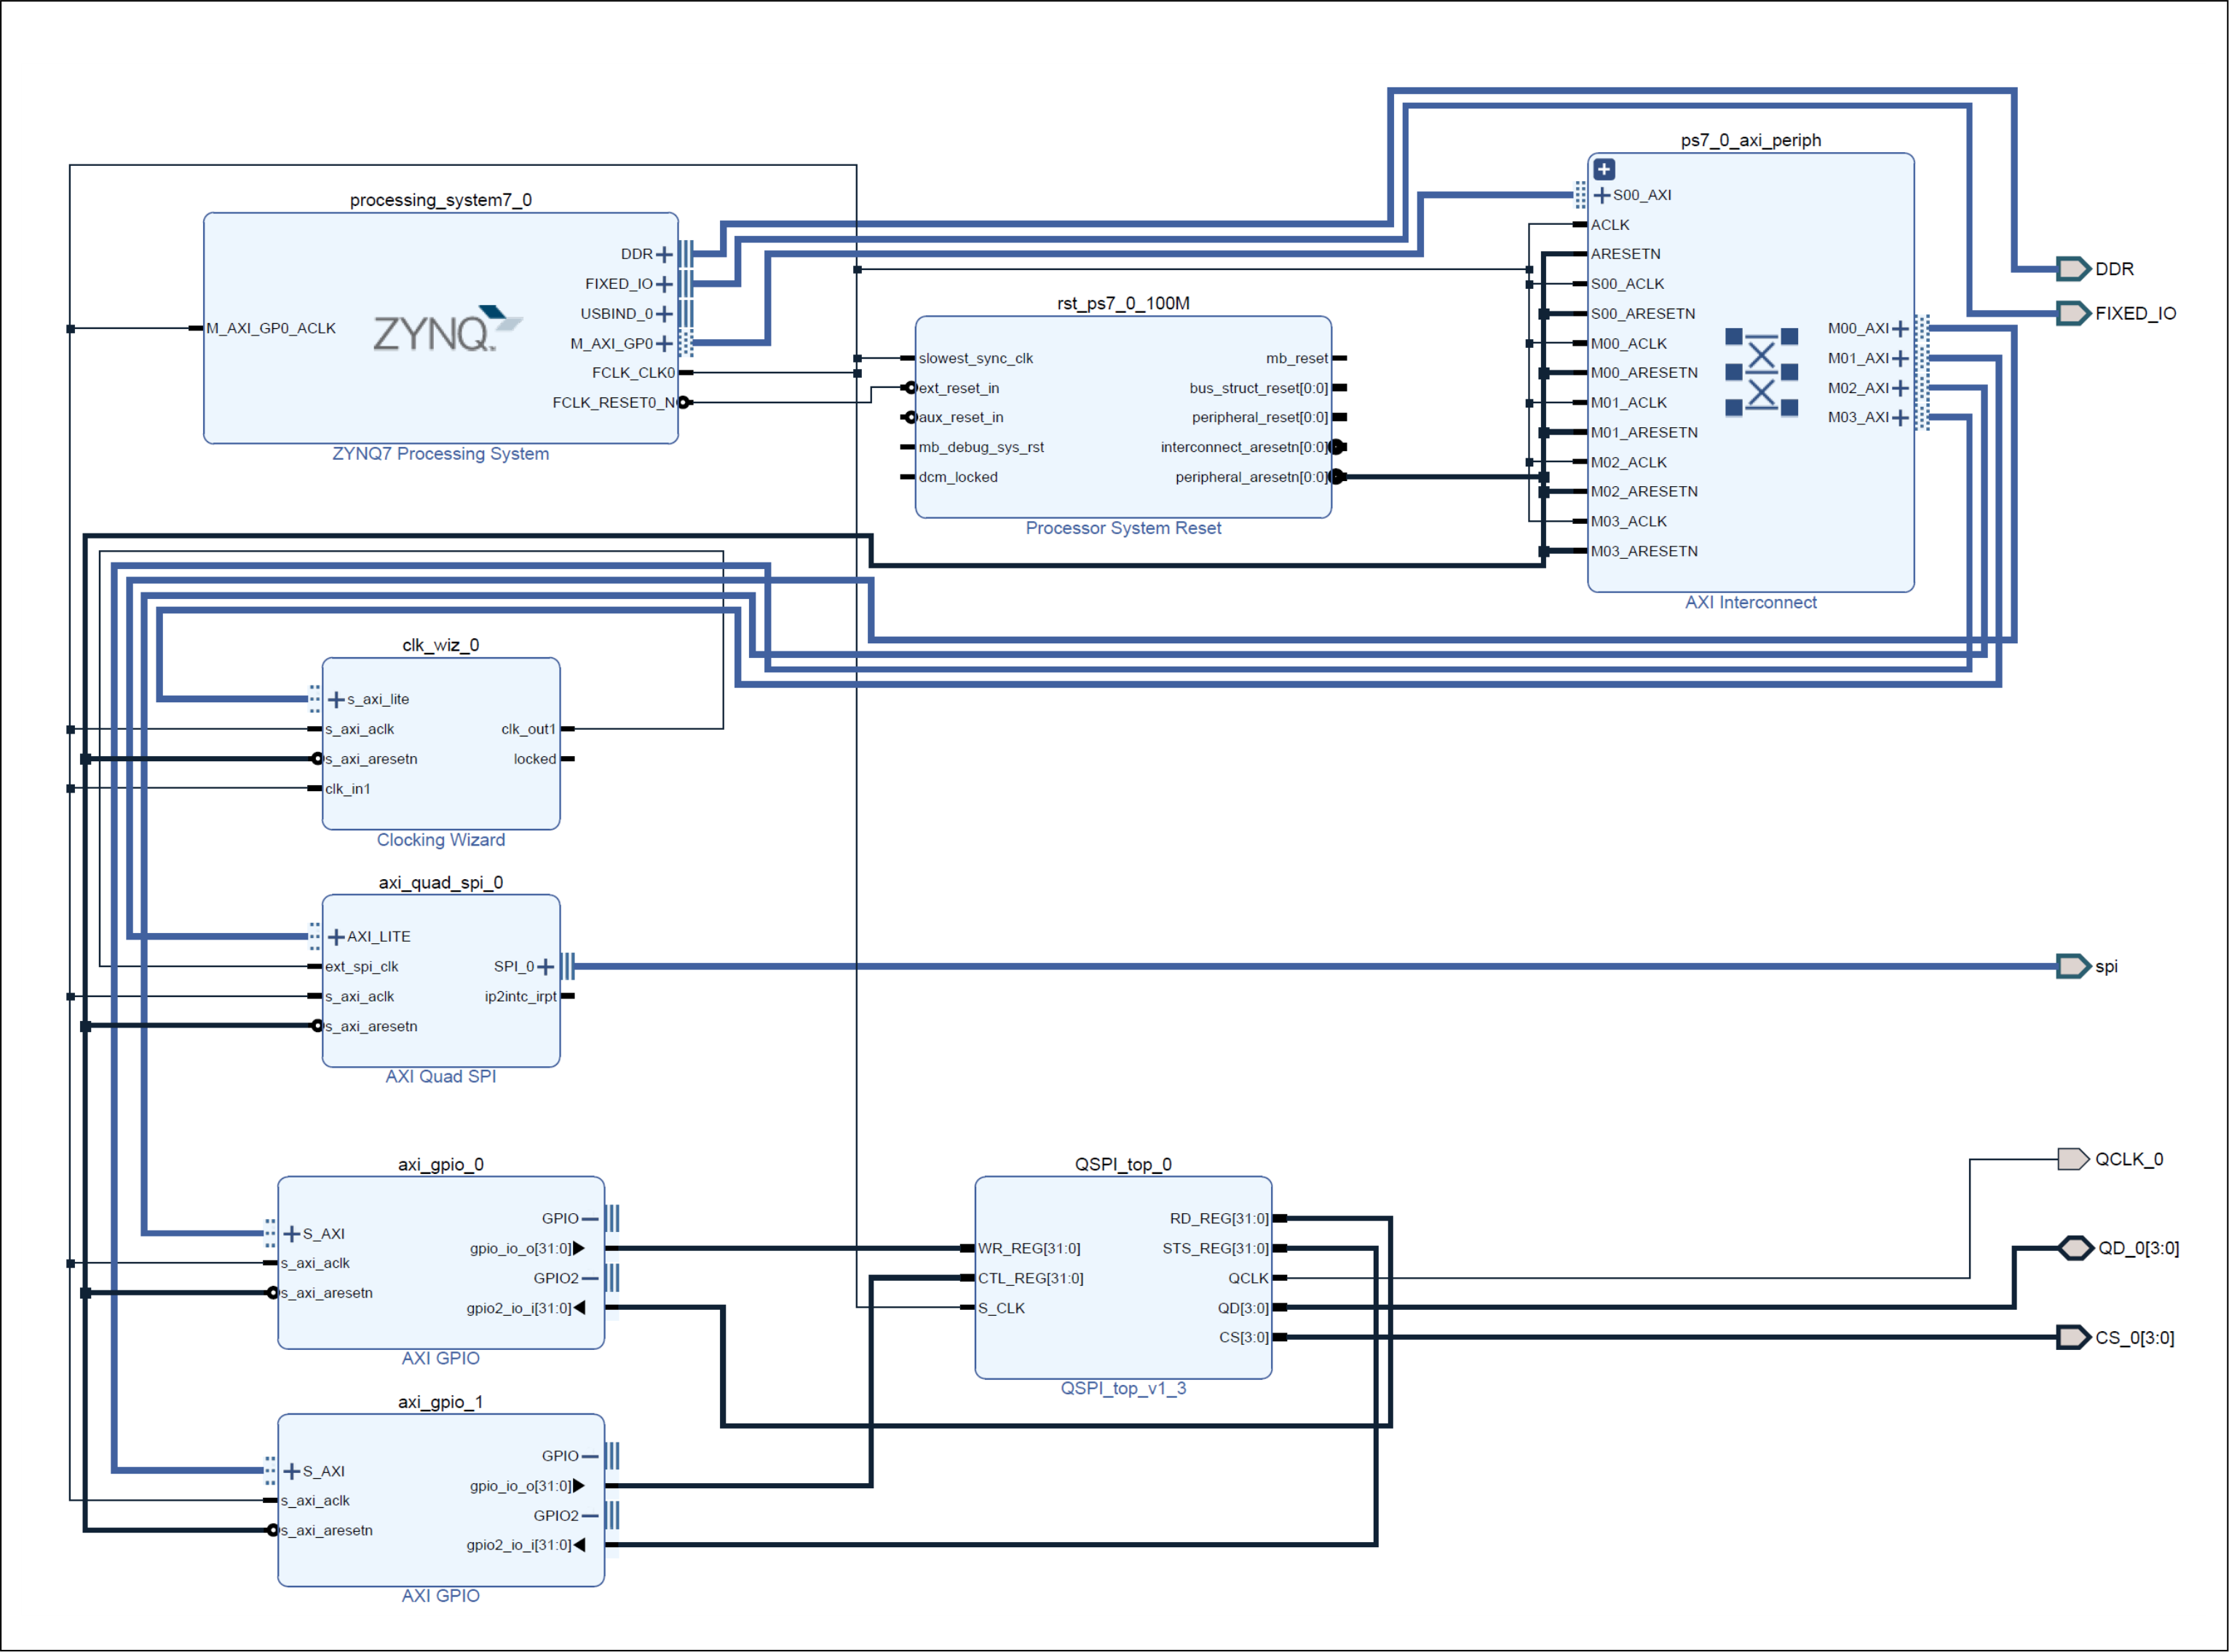 processing_system7_0
DDR
FIXED_IO
USBIND_0
M_AXI_GP0_ACLK
ZYNQ
M_AXI_GP0
FCLK_CLK0
FCLK_RESET0_N
ZYNQ7 Processing System
rst_ps7_0_100M
slowest_sync_clk
mb_reset
ext_reset_in
bus_struct_reset[0:0]
aux_reset_in
peripheral_reset[0:0]
mb_debug_sys_rst
interconnect_aresetn[0:0]
dcm_locked
peripheral_aresetn[0:0]
Processor System Reset
ps7_0_axi_periph
S00_AXI
ACLK
ARESETN
S00_ACLK
S00_ARESETN
M00_AXI
M00_ACLK
M01_AXI
M00_ARESETN
M02_AXI
M01_ACLK
M03_AXI
M01_ARESETN
M02_ACLK
M02_ARESETN
M03_ACLK
M03_ARESETN
AXI Interconnect
DDR
FIXED_IO
clk_wiz_0
s_axi_lite
s_axi_aclk
clk_out1
s_axi_aresetn
locked
clk_in1
Clocking Wizard
axi_quad_spi_0
AXI_LITE
ext_spi_clk
SPI_0
s_axi_aclk
ip2intc_irpt
s_axi_aresetn
AXI Quad SPI
spi
axi_gpio_0
GPIO
S_AXI
gpio_io_o[31:0]
s_axi_aclk
GPIO2
s_axi_aresetn
gpio2_io_i[31:0]
AXI GPIO
QSPI_top_0
RD_REG[31:0]
WR_REG[31:0]
STS_REG[31:0]
CTL_REG[31:0]
QCLK
S_CLK
QD[3:0]
CS[3:0]
QSPI_top_v1_3
QCLK_0
QD_0[3:0]
CS_0[3:0]
axi_gpio_1
GPIO
S_AXI
gpio_io_o[31:0]
s_axi_aclk
GPIO2
s_axi_aresetn
gpio2_io_i[31:0]
AXI GPIO